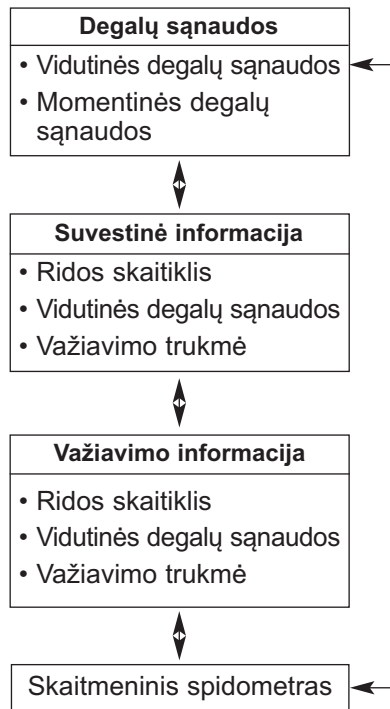 Degalų sąnaudos
• Vidutinės degalų sąnaudos
• Momentinės degalų
sąnaudos
Suvestinė informacija
• Ridos skaitiklis
• Vidutinės degalų sąnaudos
• Važiavimo trukmė
Važiavimo informacija
• Ridos skaitiklis
• Vidutinės degalų sąnaudos
• Važiavimo trukmė
Skaitmeninis spidometras